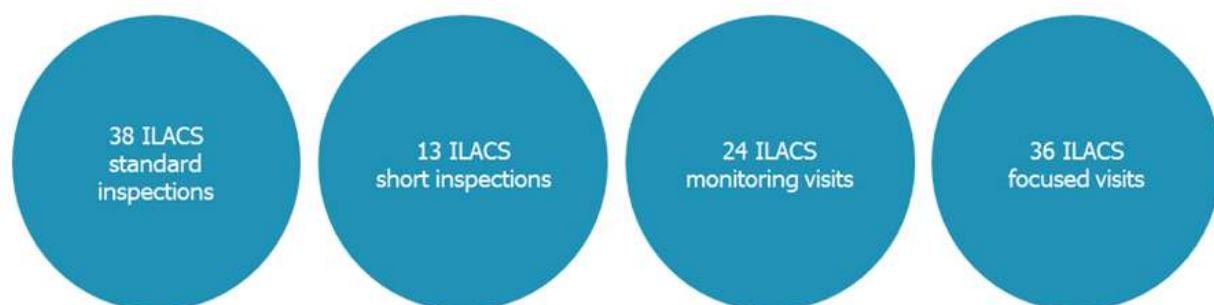 38 ILACS
standard
inspections
13 ILACS
short inspections
24 ILACS
monitoring visits
36 ILACS
focused visits